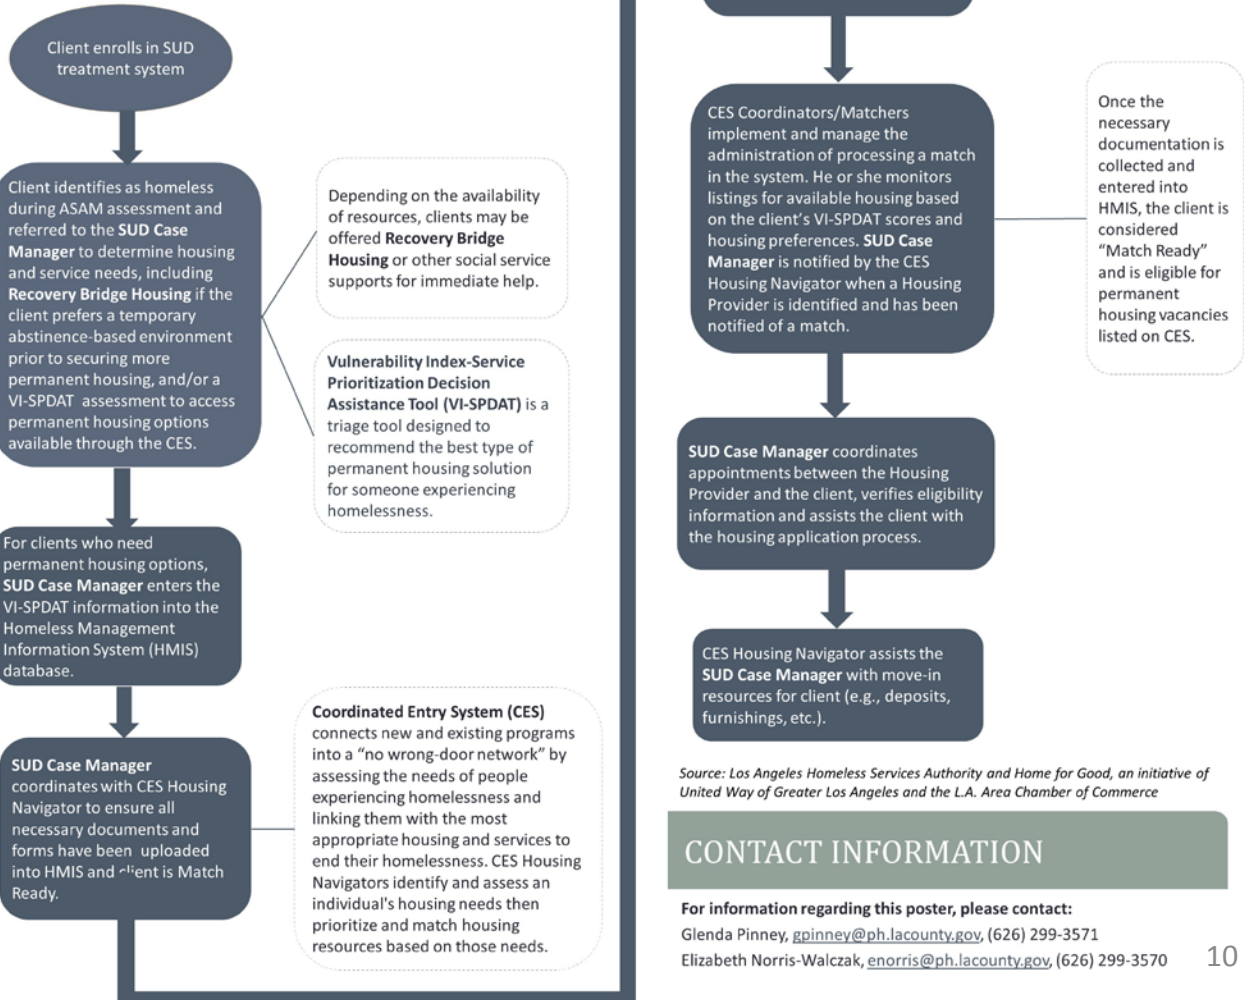 Client enrolls in SUD
treatment system
Client identifies as homeless
during ASAM assessment and
referred to the SUD Case
Manager to determine housing
and service needs, including
Recovery Bridge Housing if the
client prefers a temporary
abstinence-based environment
prior to securing more
permanent housing, and/or a
VI-SPDAT assessment to access
permanent housing options
available through the CES.
Depending on the availability
of resources, clients may be
offered Recovery Bridge
Housing or other social service
supports for immediate help.
Vulnerability Index-Service
Prioritization Decision
Assistance Tool (VI-SPDAT) is a
triage tool designed to
recommend the best type of
permanent housing solution
for someone experiencing
homelessness.
For clients who need
permanent housing options,
SUD Case Manager enters the
VI-SPDAT information into the
Homeless Management
Information System (HMIS)
database.
SUD Case Manager
coordinates with CES Housing
Navigator to ensure all
necessary documents and
forms have been uploaded
into HMIS and client is Match
Ready.
Coordinated Entry System (CES)
connects new and existing programs
into a “no wrong-door network” by
assessing the needs of people
experiencing homelessness and
linking them with the most
appropriate housing and services to
end their homelessness. CES Housing
Navigators identify and assess an
individual's housing needs then
prioritize and match housing
resources based on those needs.
CES Coordinators/Matchers
implement and manage the
administration of processing a match
in the system. He or she monitors
listings for available housing based
on the client’s VI-SPDAT scores and
housing preferences. SUD Case
Manager is notified by the CES
Housing Navigator when a Housing
Provider is identified and has been
notified of a match.
Once the
necessary
documentation is
collected and
entered into
HMIS, the client is
considered
“Match Ready”
and is eligible for
permanent
housing vacancies
listed on CES.
SUD Case Manager coordinates
appointments between the Housing
Provider and the client, verifies eligibility
information and assists the client with
the housing application process.
CES Housing Navigator assists the
SUD Case Manager with move-in
resources for client (e.g., deposits,
furnishings, etc.).
Source: Los Angeles Homeless Services Authority and Home for Good, an initiative of
United Way of Greater Los Angeles and the L.A. Area Chamber of Commerce
CONTACT INFORMATION
For information regarding this poster, please contact:
Glenda Pinney, gpinney@ph.lacounty.gov, (626) 299-3571
Elizabeth Norris-Walczak, enorris@ph.lacounty.gov, (626) 299-3570
10